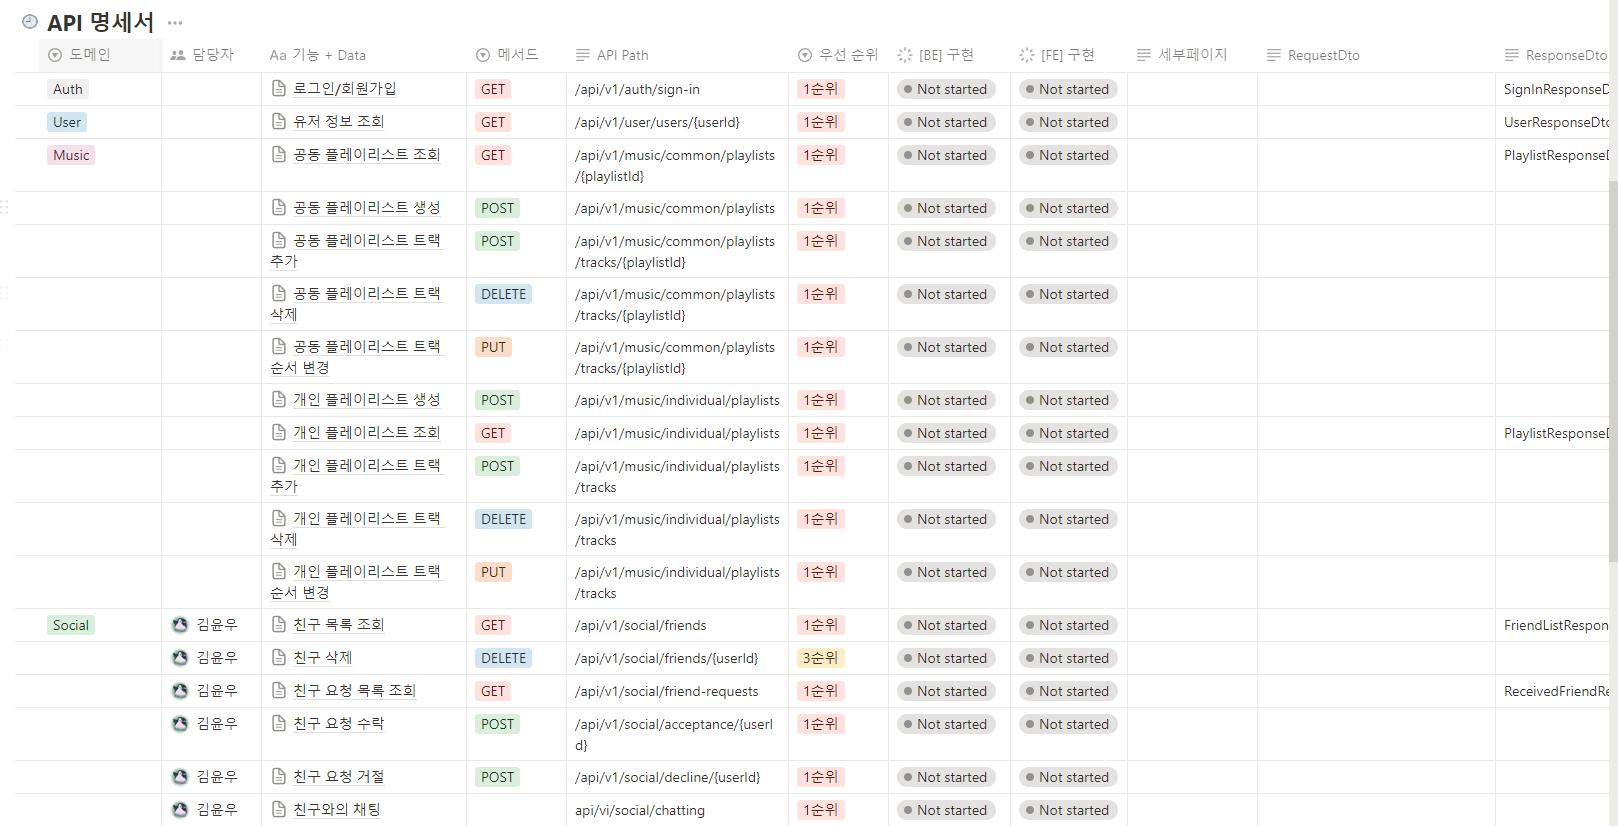 API 명세서 ...
도메인 담당자 Aa 기능 + Data 메서드 API Path 우선 순위 [BE] 구현 [FE] 구현 세부페이지 RequestDto ResponseDto
Auth 로그인/회원가입 GET /api/v1/auth/sign-in 1순위 Not started Not started SignInResponseD
User 유저 정보 조회 GET /api/v1/user/users/{userId} 1순위 Not started Not started UserResponseDto
Music 공동 플레이리스트 조회 GET /api/v1/music/common/playlists 1순위 Not started Not started PlaylistResponseD
/{playlistId}
공동 플레이리스트 생성 POST /api/v1/music/common/playlists 1순위 Not started Not started
공동 플레이리스트 트랙 POST /api/v1/music/common/playlists 1순위 Not started Not started
추가 /tracks/{playlistId}
공동 플레이리스트 트랙 DELETE /api/v1/music/common/playlists 1순위 Not started Not started
삭제 /tracks/{playlistId}
공동 플레이리스트 트랙 PUT /api/v1/music/common/playlists 1순위 Not started Not started
순서 변경 /tracks/{playlistId}
개인 플레이리스트 생성 POST /api/v1/music/individual/playlists 1순위 Not started Not started
개인 플레이리스트 조회 GET /api/v1/music/individual/playlists 1순위 Not started Not started PlaylistResponseD
개인 플레이리스트 트랙 POST /api/v1/music/individual/playlists 1순위 Not started Not started
추가 /tracks
개인 플레이리스트 트랙 DELETE /api/v1/music/individual/playlists 1순위 Not started Not started
삭제 /tracks
개인 플레이리스트 트랙 PUT /api/v1/music/individual/playlists 1순위 Not started Not started
순서 변경 /tracks
Social 김윤우 친구 목록 조회 GET /api/v1/social/friends 1순위 Not started Not started FriendListRespon
김윤우 친구 삭제 DELETE /api/v1/social/friends/{userId} 3순위 Not started Not started
김윤우 친구 요청 목록 조회 GET /api/v1/social/friend-requests 1순위 Not started Not started ReceivedFriendRe
김윤우 친구 요청 수락 POST /api/v1/social/acceptance/{userI 1순위 Not started Not started
d}
김윤우 친구 요청 거절 POST /api/v1/social/decline/{userId} 1순위 Not started Not started
김윤우 친구와의 채팅 api/vi/social/chatting 1순위 Not started Not started